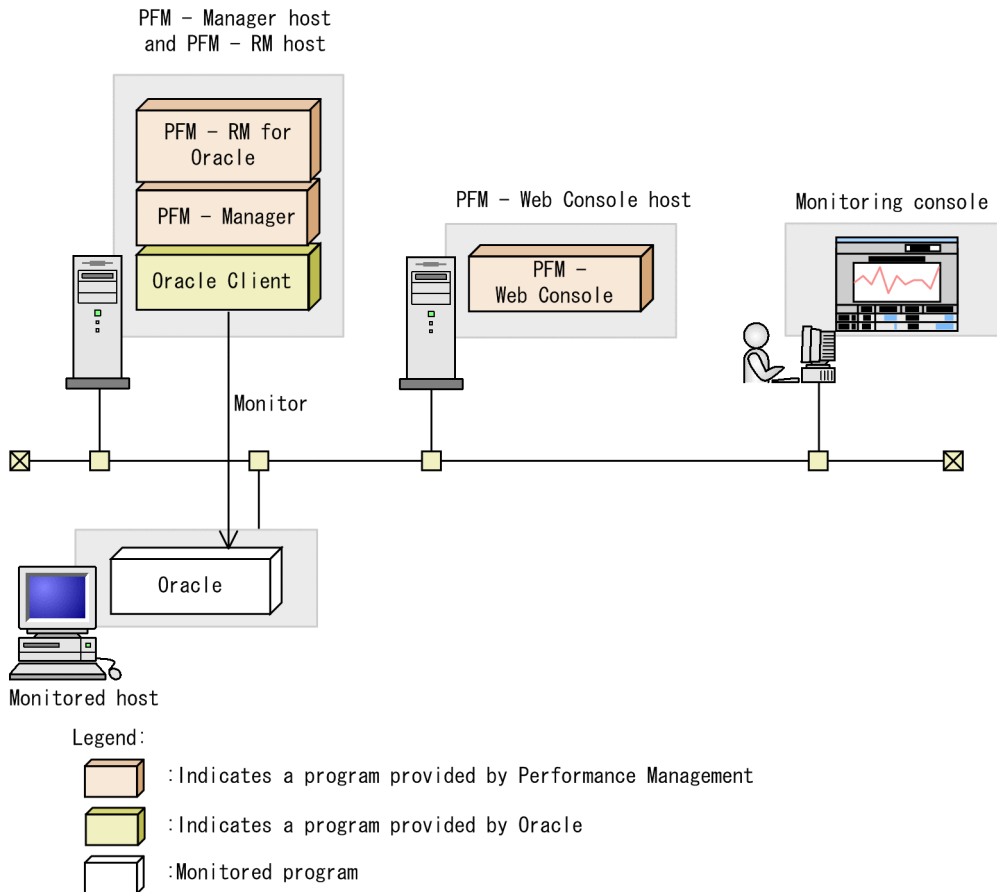 PFM - Manager host
and PFM - RM host
PFM - RM for
Oracle
PFM - Manager
Oracle Client
PFM - Web Console host
PFM -
Web Console
Monitoring console
Monitor
Oracle
Monitored host
Legend:
:Indicates a program provided by Performance Management
:Indicates a program provided by Oracle
:Monitored program